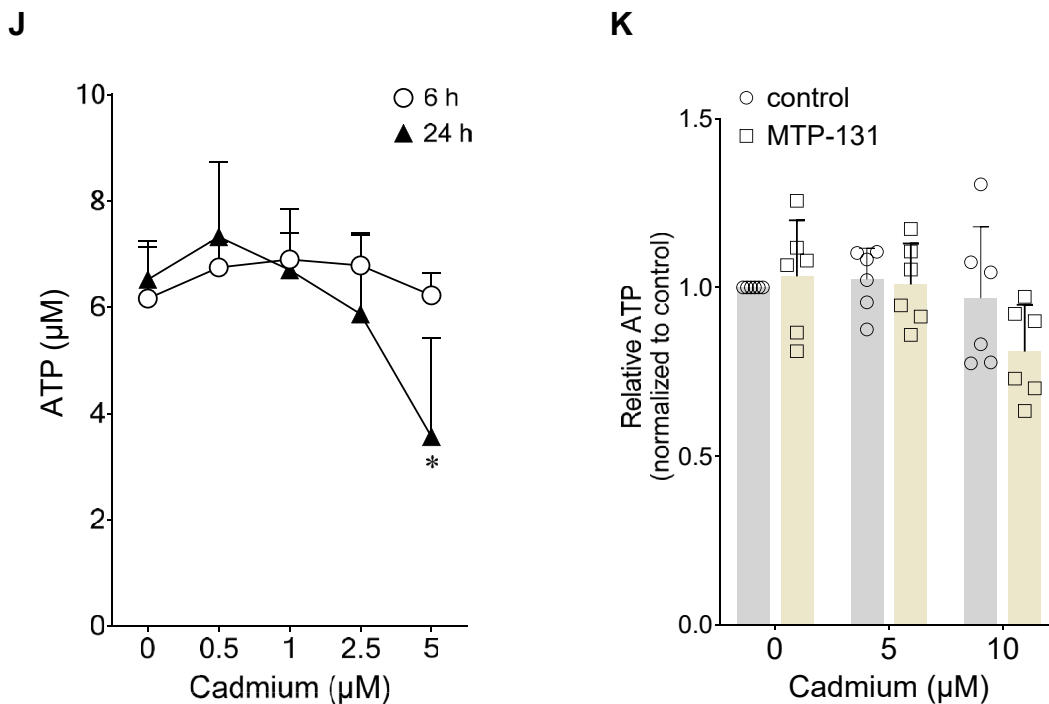 J
10
8
6
4
2
0
ATP (µM)
6 h
24 h
*
0 0.5 1 2.5 5
Cadmium (µM)
K
1.5
1.0
0.5
0.0
Relative ATP
(normalized to control)
control
MTP-131
0 5 10
Cadmium (µM)